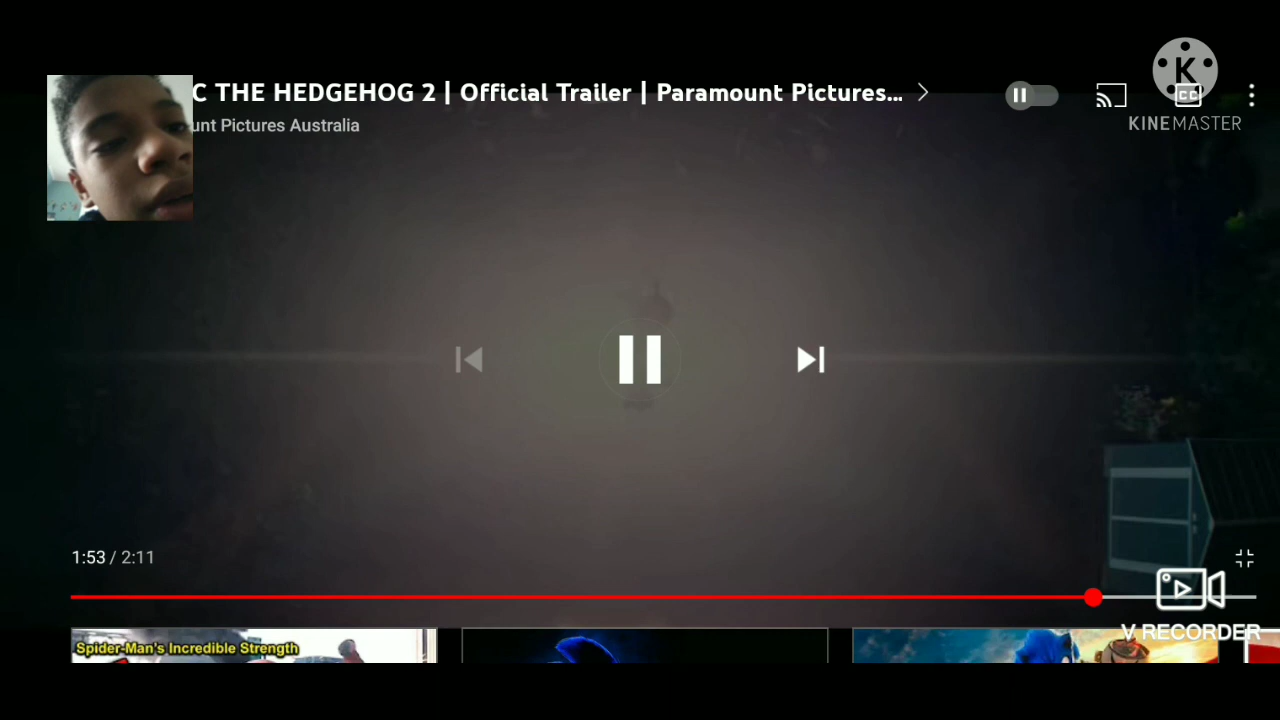 C THE HEDGEHOG 2 | Official Trailer | Paramount Pictures...
unt Pictures Australia
K
CC
KINEMASTER
1:53 / 2:11
V RECORDER
Spider-Man's Incredible Strength